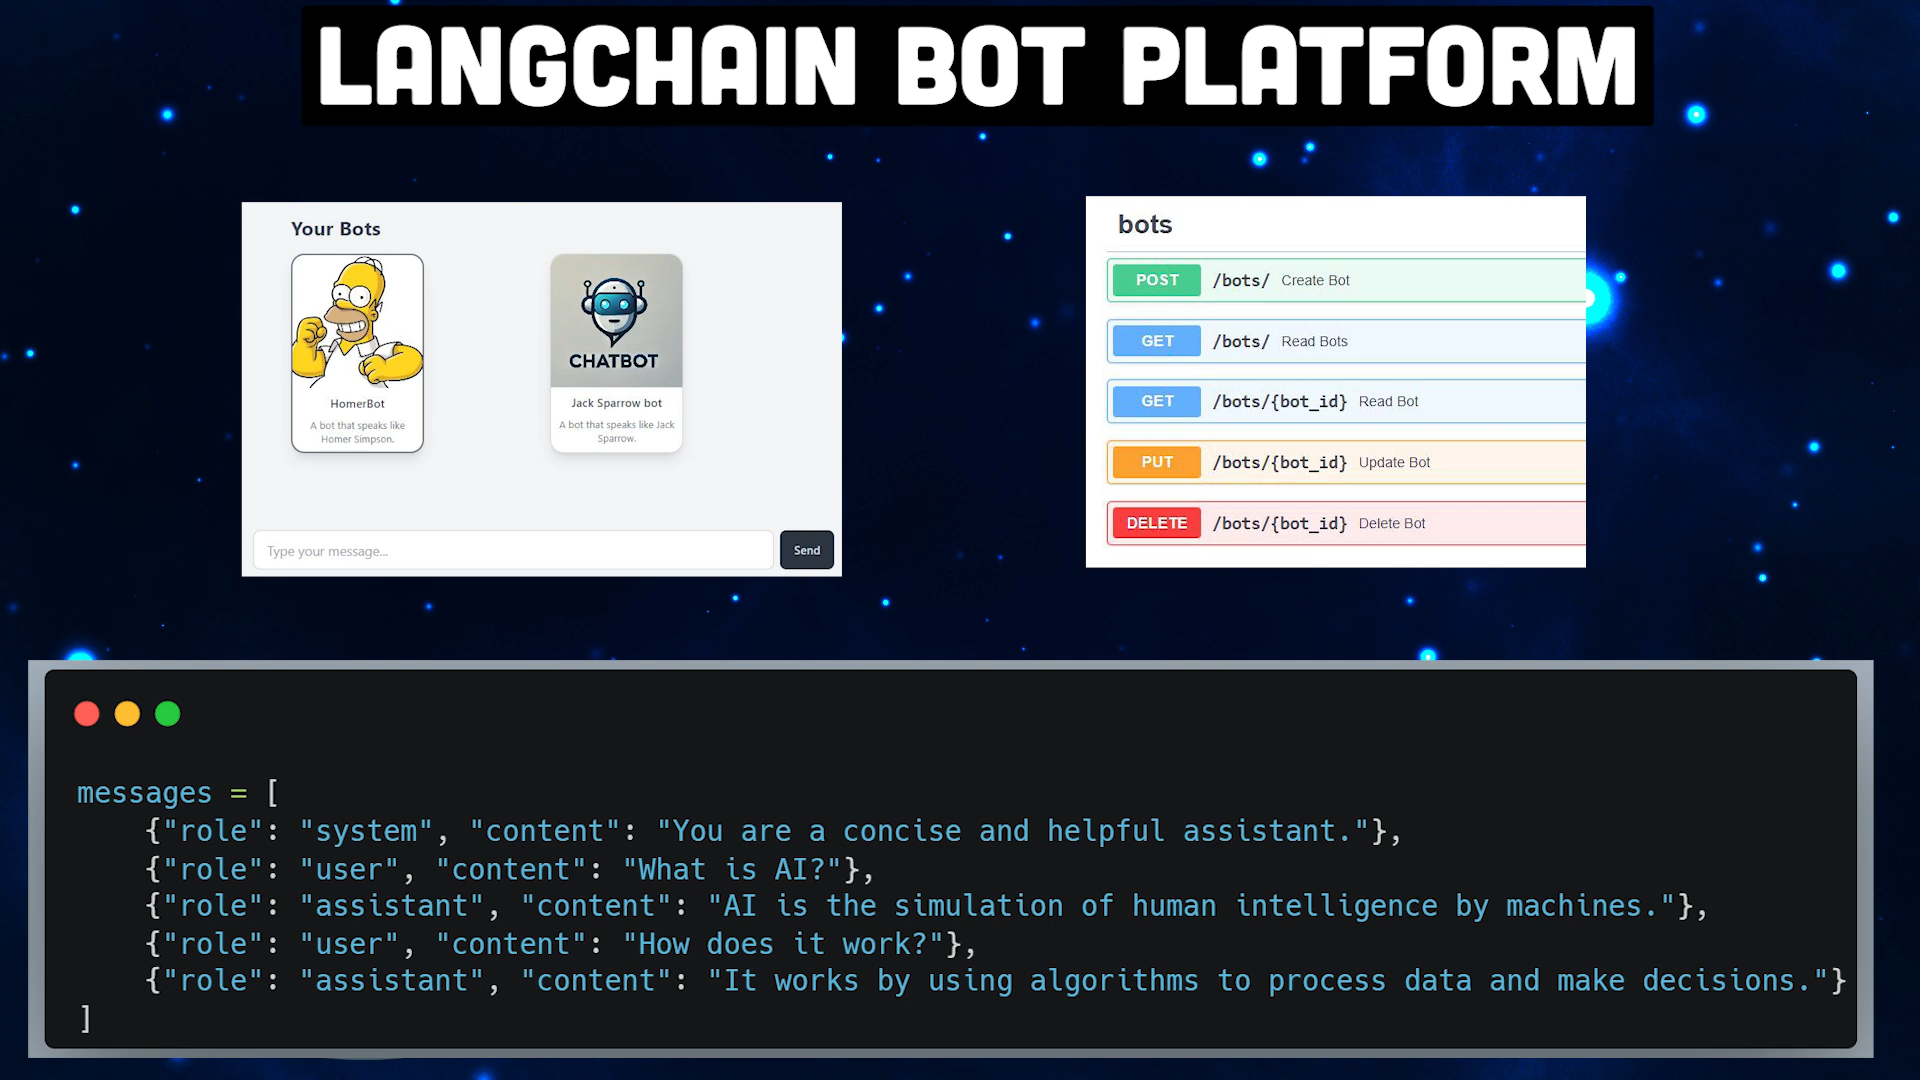 LANGCHAIN BOT PLATFORM
Your Bots
CHATBOT
HomerBot
A bot that speaks like
Homer Simpson.
Jack Sparrow bot
A bot that speaks like Jack
Sparrow.
Type your message...
Send
bots
POST /bots/ Create Bot
GET /bots/ Read Bots
GET /bots/{bot_id} Read Bot
PUT /bots/{bot_id} Update Bot
DELETE /bots/{bot_id} Delete Bot
messages = [
    {"role": "system", "content": "You are a concise and helpful assistant."},
    {"role": "user", "content": "What is AI?"},
    {"role": "assistant", "content": "AI is the simulation of human intelligence by machines."},
    {"role": "user", "content": "How does it work?"},
    {"role": "assistant", "content": "It works by using algorithms to process data and make decisions."}
]